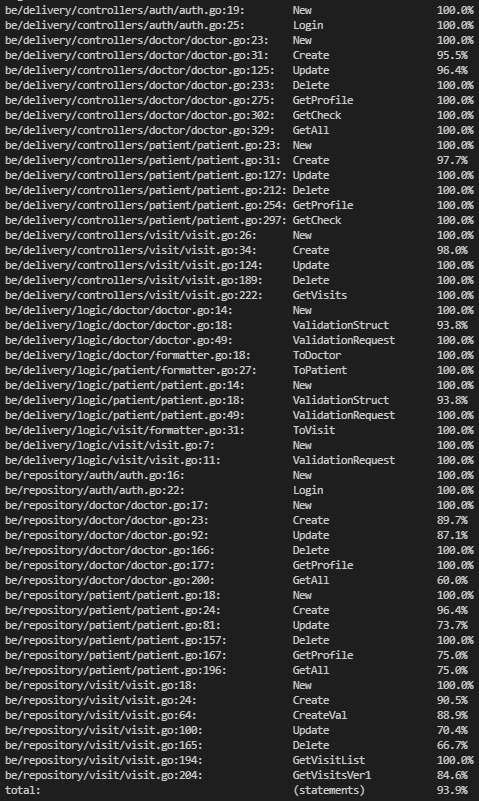 be/delivery/controllers/auth/auth.go:19: New 100.0%
be/delivery/controllers/auth/auth.go:25: Login 100.0%
be/delivery/controllers/doctor/doctor.go:23: New 100.0%
be/delivery/controllers/doctor/doctor.go:31: Create 95.5%
be/delivery/controllers/doctor/doctor.go:125: Update 96.4%
be/delivery/controllers/doctor/doctor.go:233: Delete 100.0%
be/delivery/controllers/doctor/doctor.go:275: GetProfile 100.0%
be/delivery/controllers/doctor/doctor.go:302: GetCheck 100.0%
be/delivery/controllers/doctor/doctor.go:329: GetAll 100.0%
be/delivery/controllers/patient/patient.go:23: New 100.0%
be/delivery/controllers/patient/patient.go:31: Create 97.7%
be/delivery/controllers/patient/patient.go:127: Update 100.0%
be/delivery/controllers/patient/patient.go:212: Delete 100.0%
be/delivery/controllers/patient/patient.go:254: GetProfile 100.0%
be/delivery/controllers/patient/patient.go:297: GetCheck 100.0%
be/delivery/controllers/visit/visit.go:26: New 100.0%
be/delivery/controllers/visit/visit.go:34: Create 98.0%
be/delivery/controllers/visit/visit.go:124: Update 100.0%
be/delivery/controllers/visit/visit.go:189: Delete 100.0%
be/delivery/controllers/visit/visit.go:222: GetVisits 100.0%
be/delivery/logic/doctor/doctor.go:14: New 100.0%
be/delivery/logic/doctor/doctor.go:18: ValidationStruct 93.8%
be/delivery/logic/doctor/doctor.go:49: ValidationRequest 100.0%
be/delivery/logic/doctor/formatter.go:18: ToDoctor 100.0%
be/delivery/logic/patient/formatter.go:27: ToPatient 100.0%
be/delivery/logic/patient/patient.go:14: New 100.0%
be/delivery/logic/patient/patient.go:18: ValidationStruct 93.8%
be/delivery/logic/patient/patient.go:49: ValidationRequest 100.0%
be/delivery/logic/visit/formatter.go:31: ToVisit 100.0%
be/delivery/logic/visit/visit.go:7: New 100.0%
be/delivery/logic/visit/visit.go:11: ValidationRequest 100.0%
be/repository/auth/auth.go:16: New 100.0%
be/repository/auth/auth.go:22: Login 100.0%
be/repository/doctor/doctor.go:17: New 100.0%
be/repository/doctor/doctor.go:23: Create 89.7%
be/repository/doctor/doctor.go:92: Update 87.1%
be/repository/doctor/doctor.go:166: Delete 100.0%
be/repository/doctor/doctor.go:177: GetProfile 100.0%
be/repository/doctor/doctor.go:200: GetAll 60.0%
be/repository/patient/patient.go:18: New 100.0%
be/repository/patient/patient.go:24: Create 96.4%
be/repository/patient/patient.go:81: Update 73.7%
be/repository/patient/patient.go:157: Delete 100.0%
be/repository/patient/patient.go:167: GetProfile 75.0%
be/repository/patient/patient.go:196: GetAll 75.0%
be/repository/visit/visit.go:18: New 100.0%
be/repository/visit/visit.go:24: Create 90.5%
be/repository/visit/visit.go:64: CreateVal 88.9%
be/repository/visit/visit.go:100: Update 70.4%
be/repository/visit/visit.go:165: Delete 66.7%
be/repository/visit/visit.go:194: GetVisitList 100.0%
be/repository/visit/visit.go:204: GetVisitsVer1 84.6%
total: (statements) 93.9%